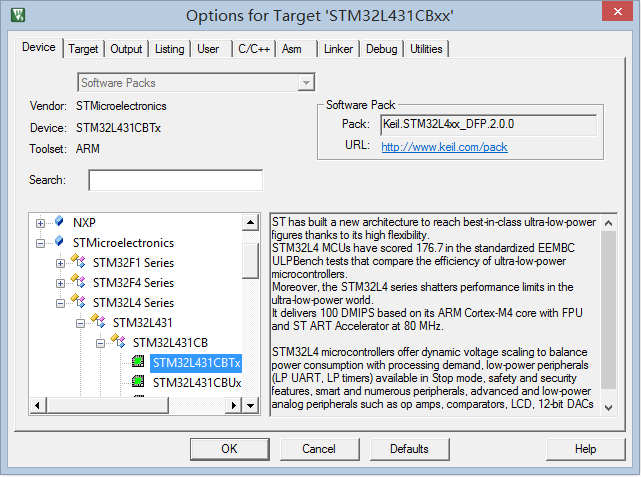 Options for Target 'STM32L431CBxx'
Device Target Output Listing User C/C++ Asm Linker Debug Utilities
Software Packs
Vendor: STMicroelectronics
Device: STM32L431CBTx
Toolset: ARM
Search:
Software Pack
Pack: Keil.STM32L4xx_DFP.2.0.0
URL: http://www.keil.com/pack
NXP
STMicroelectronics
STM32F1 Series
STM32F4 Series
STM32L4 Series
STM32L431
STM32L431CB
STM32L431CBTx
STM32L431CBUx
ST has built a new architecture to reach best-in-class ultra-low-power
figures thanks to its high flexibility.
STM32L4 MCUs have scored 176.7 in the standardized EEMBC
ULPBench tests that compare the efficiency of ultra-low-power
microcontrollers.
Moreover, the STM32L4 series shatters performance limits in the
ultra-low-power world.
It delivers 100 DMIPS based on its ARM Cortex-M4 core with FPU
and ST ART Accelerator at 80 MHz.
STM32L4 microcontrollers offer dynamic voltage scaling to balance
power consumption with processing demand, low-power peripherals
(LP UART, LP timers) available in Stop mode, safety and security
features, smart and numerous peripherals, advanced and low-power
analog peripherals such as op amps, comparators, LCD, 12-bit DACs
OK Cancel Defaults Help